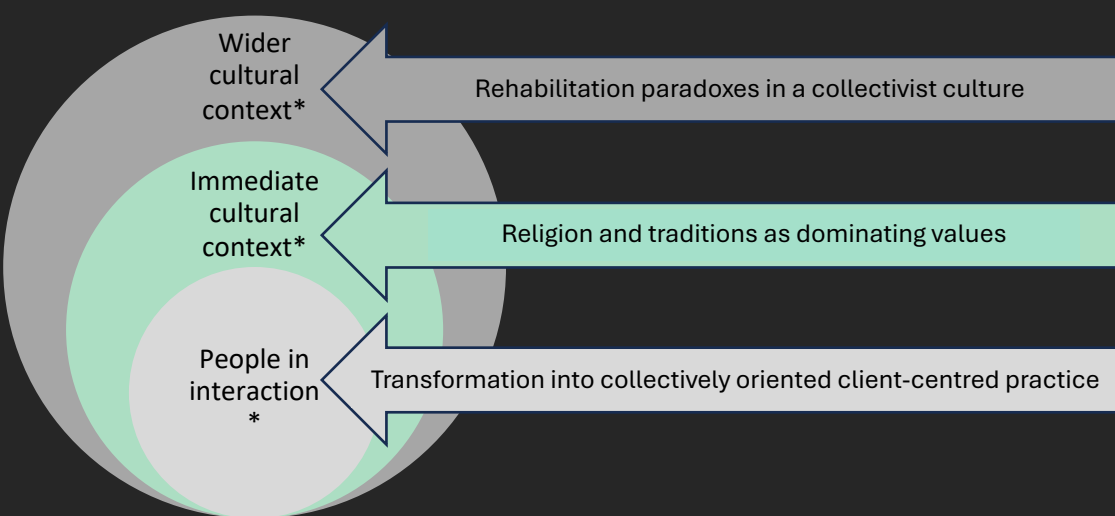 Wider
cultural
context*
Rehabilitation paradoxes in a collectivist culture
Immediate
cultural
context*
Religion and traditions as dominating values
People in
interaction
*
Transformation into collectively oriented client-centred practice